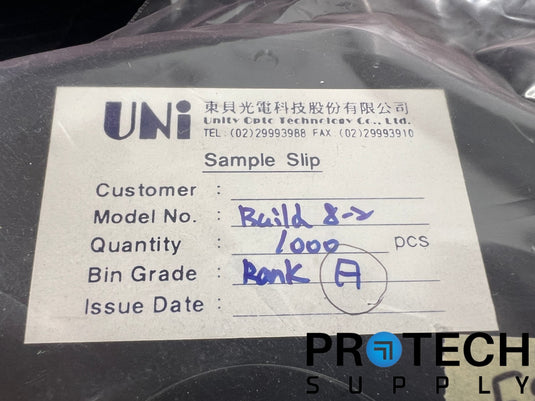 UNi 東貝光電科技股份有限公司
Unity Opto Technology Co., Ltd.
TEL:(02)29993988 FAX (02)29993910
Sample Slip
Customer :
Model No. : Build 8-2
Quantity : 1000 pcs
Bin Grade : Rank A
Issue Date :
PROTECH
SUPPLY